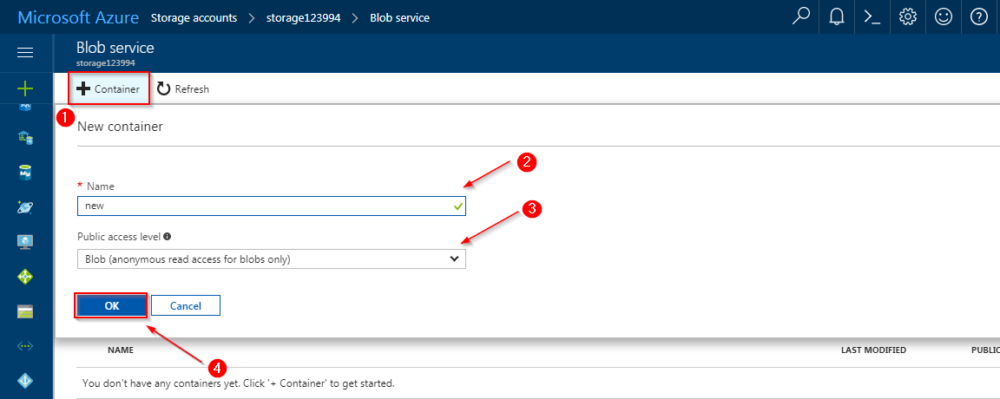 Microsoft Azure Storage accounts > storage123994 > Blob service
Blob service
storage123994
Container Refresh
1
New container
2
* Name
new
3
Public access level
Blob (anonymous read access for blobs only)
OK Cancel
4
NAME LAST MODIFIED PUBLIC
You don't have any containers yet. Click '+ Container' to get started.